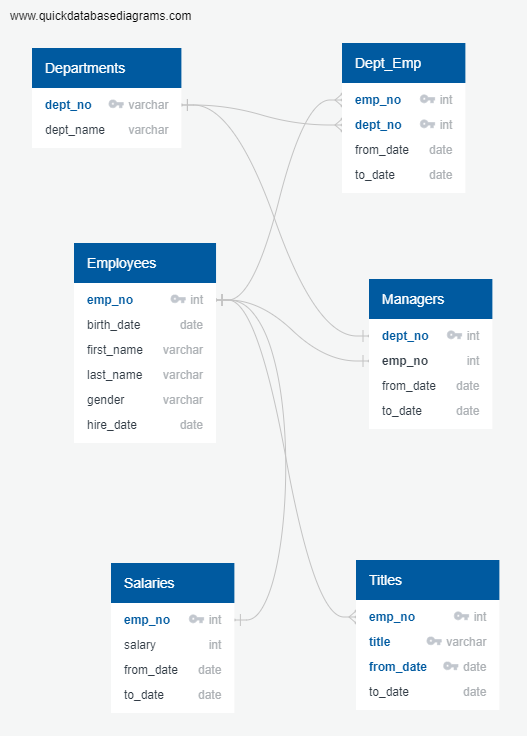 www.quickdatabasediagrams.com
Departments
dept_no varchar
dept_name varchar
Dept_Emp
emp_no int
dept_no int
from_date date
to_date date
Employees
emp_no int
birth_date date
first_name varchar
last_name varchar
gender varchar
hire_date date
Managers
dept_no int
emp_no int
from_date date
to_date date
Salaries
emp_no int
salary int
from_date date
to_date date
Titles
emp_no int
title varchar
from_date date
to_date date